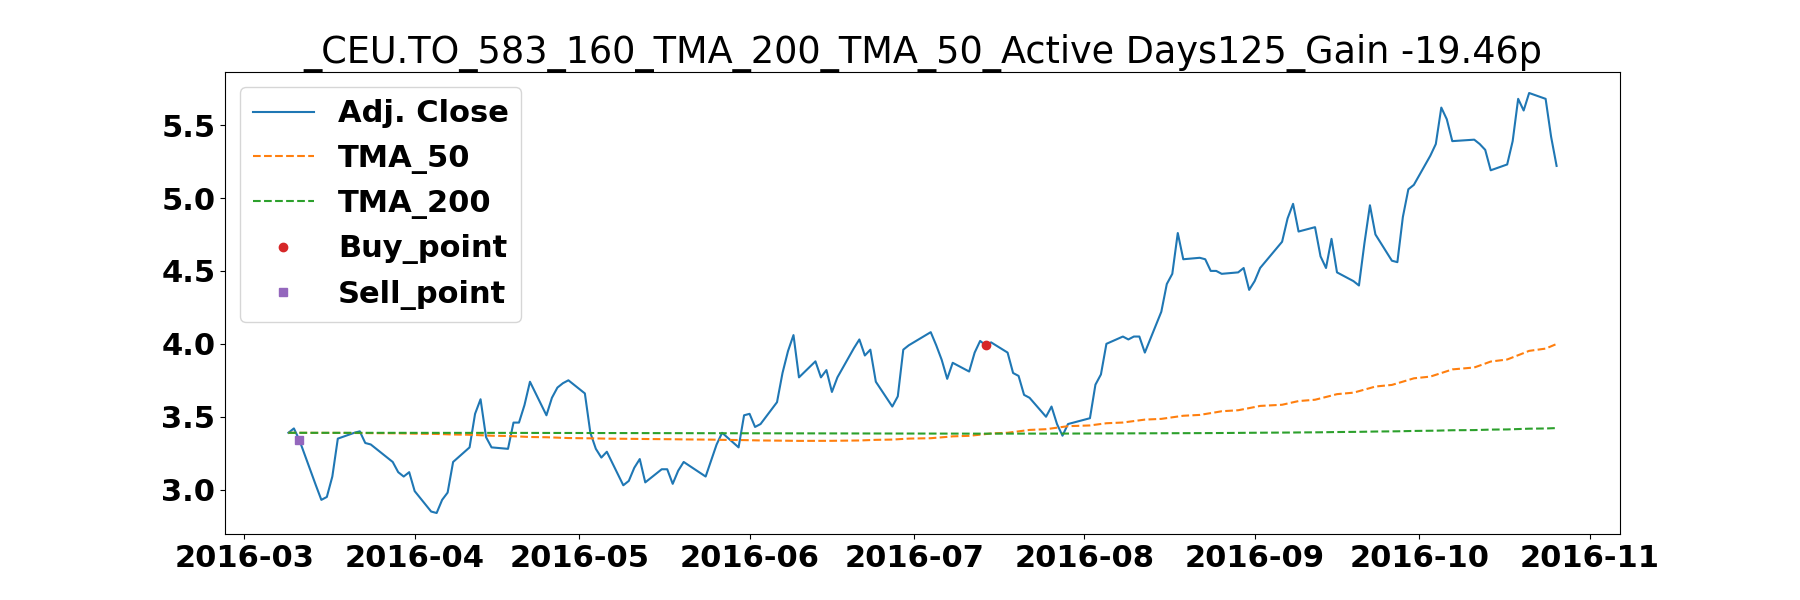 _CEU.TO_583_160_TMA_200_TMA_50_Active Days125_Gain -19.46p
Adj. Close
TMA_50
TMA_200
Buy_point
Sell_point
5.5
5.0
4.5
4.0
3.5
3.0
2016-03 2016-04 2016-05 2016-06 2016-07 2016-08 2016-09 2016-10 2016-11